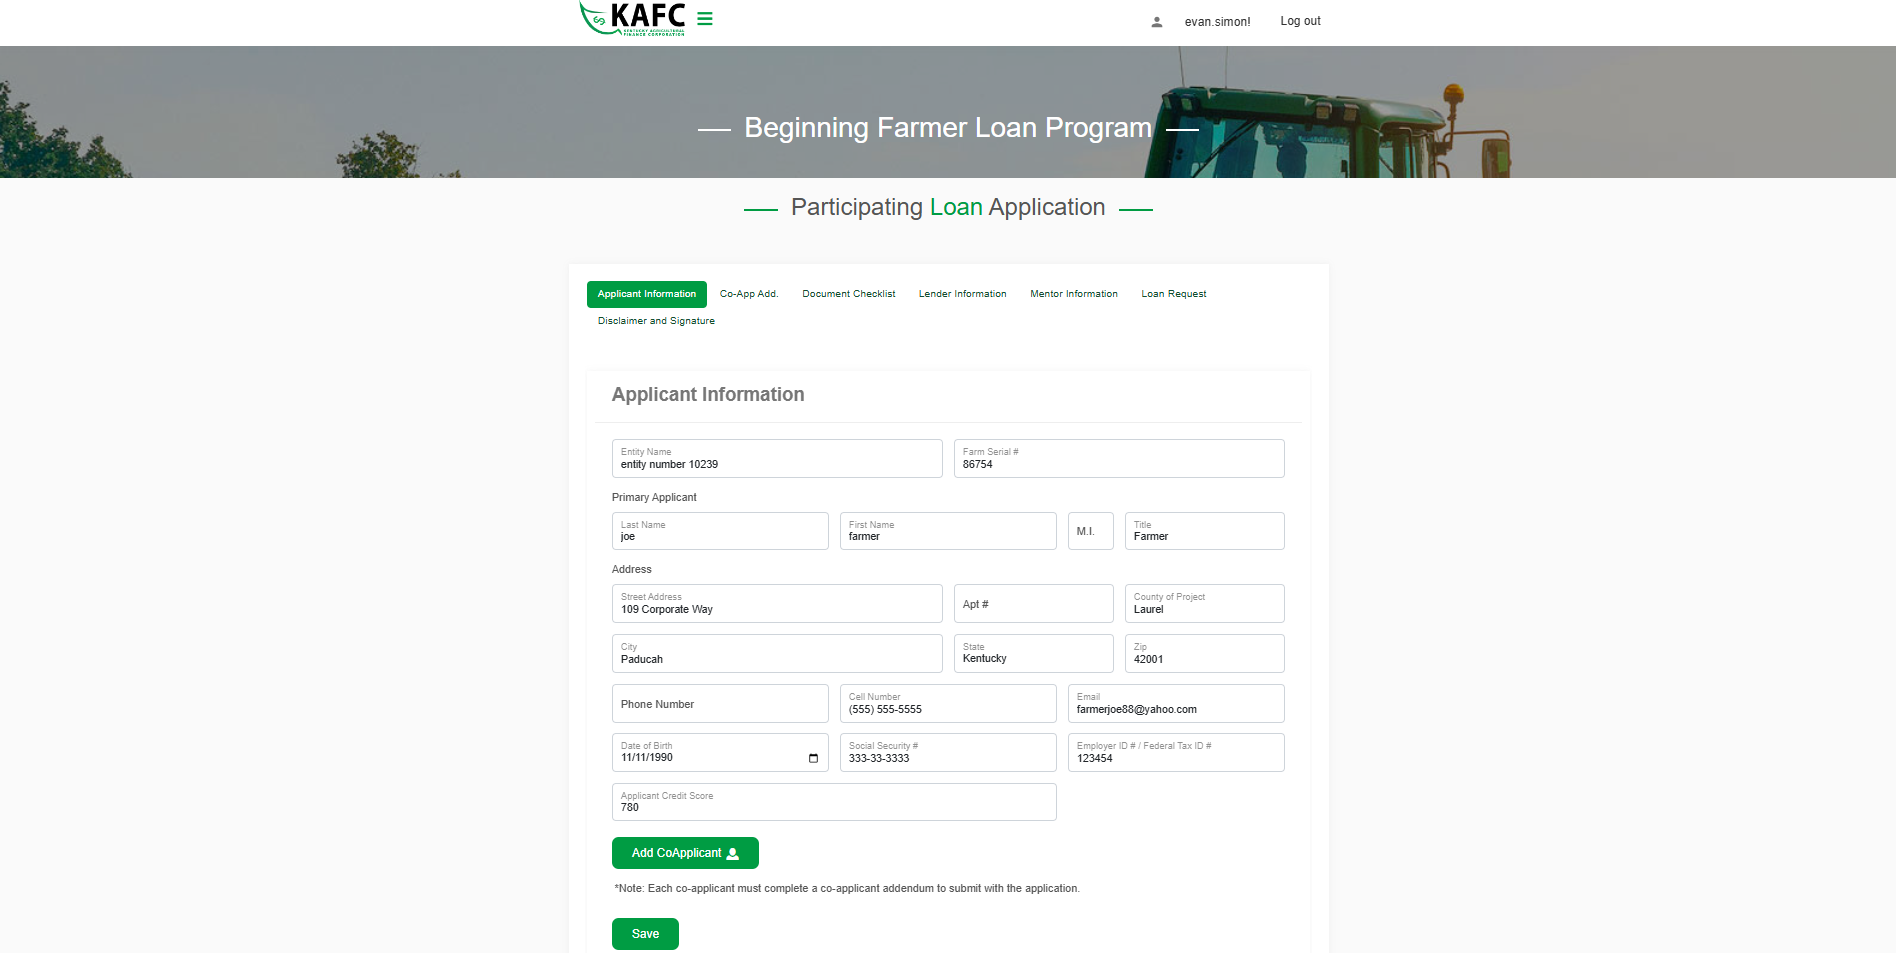 KAFC
KENTUCKY AGRICULTURAL
FINANCE CORPORATION
evan.simon!
Log out
Beginning Farmer Loan Program
Participating Loan Application
Applicant Information
Co-App Add.
Document Checklist
Lender Information
Mentor Information
Loan Request
Disclaimer and Signature
Applicant Information
Entity Name
entity number 10239
Farm Serial #
86754
Primary Applicant
Last Name
joe
First Name
farmer
M.I.
Title
Farmer
Address
Street Address
109 Corporate Way
Apt #
County of Project
Laurel
City
Paducah
State
Kentucky
Zip
42001
Phone Number
Cell Number
(555) 555-5555
Email
farmerjoe88@yahoo.com
Date of Birth
11/11/1990
Social Security #
333-33-3333
Employer ID # / Federal Tax ID #
123454
Applicant Credit Score
780
Add CoApplicant
*Note: Each co-applicant must complete a co-applicant addendum to submit with the application.
Save